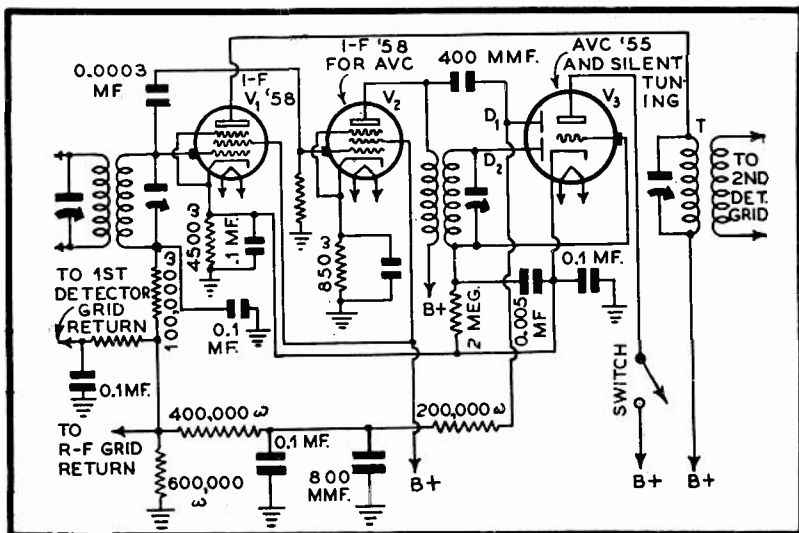 I-F '58
FOR AVC
400 MMF.
AVC '55
AND SILENT
TUN-
ING
0.0003
MF.
I-F
V1 '58
V2
V3
D1
D2
T
TO
2ND
DET.
GRID
4500 ω
.1 MF.
850 ω
B+
2 MEG.
0.005
MF
0.1 MF.
TO 1ST
DETECTOR
GRID
RETURN
100,000 ω
0.1
MF.
0.1MF.
SWITCH
TO
R-F GRID
RETURN
400,000 ω
200,000 ω
0.1 MF.
800
MMF.
600,000
ω
B+
B+
B+